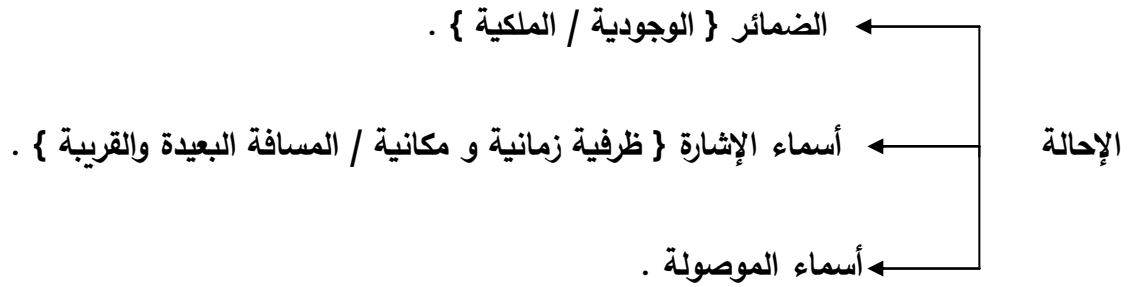 الضمائر { الوجودية / الملكية } .
الإحالة أسماء الإشارة { ظرفية زمانية و مكانية / المسافة البعيدة والقريبة } .
أسماء الموصولة .